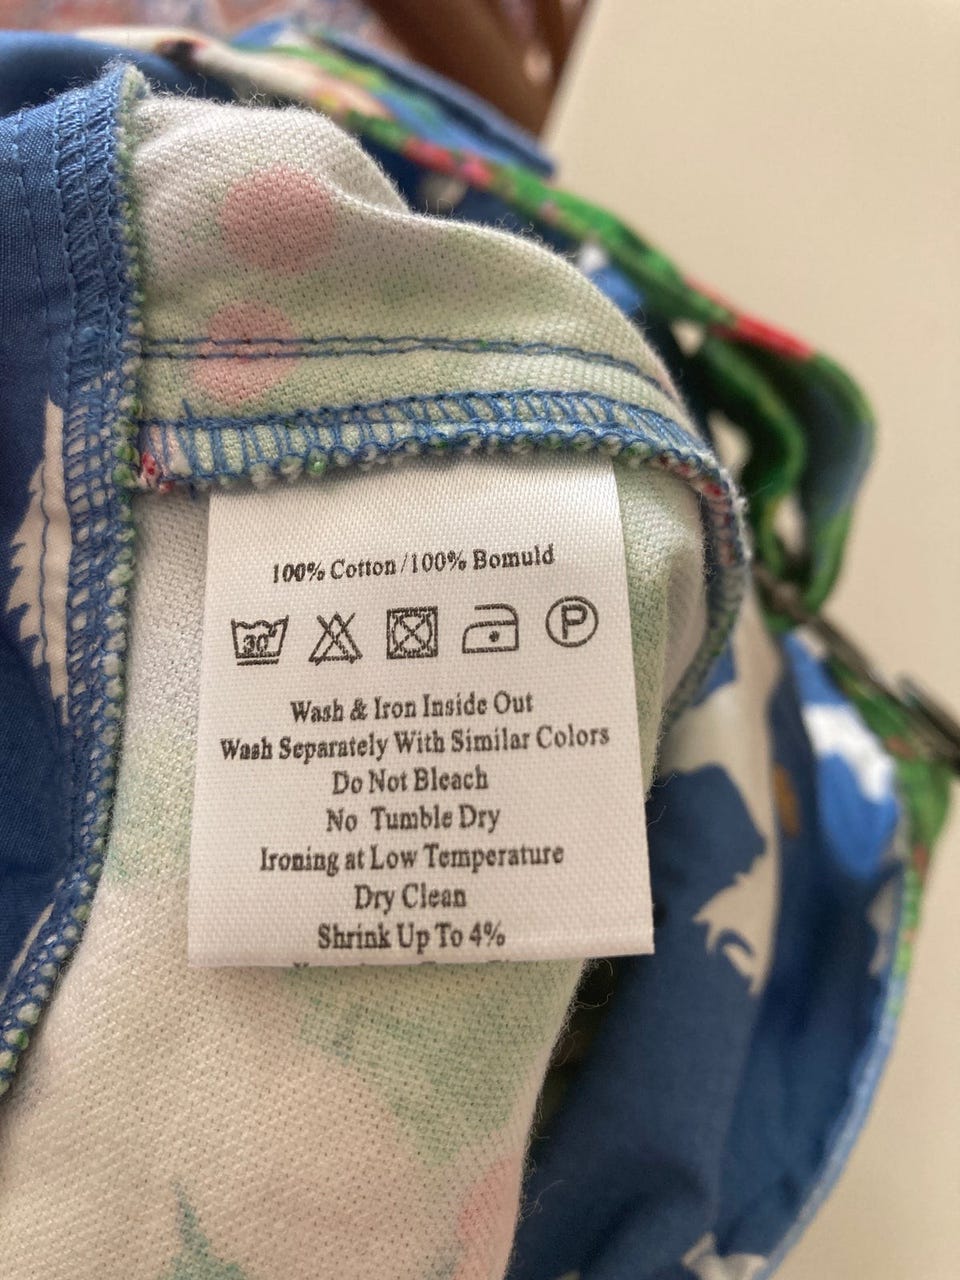 100% Cotton/100% Bomuld
30° P
Wash & Iron Inside Out
Wash Separately With Similar Colors
Do Not Bleach
No Tumble Dry
Ironing at Low Temperature
Dry Clean
Shrink Up To 4%